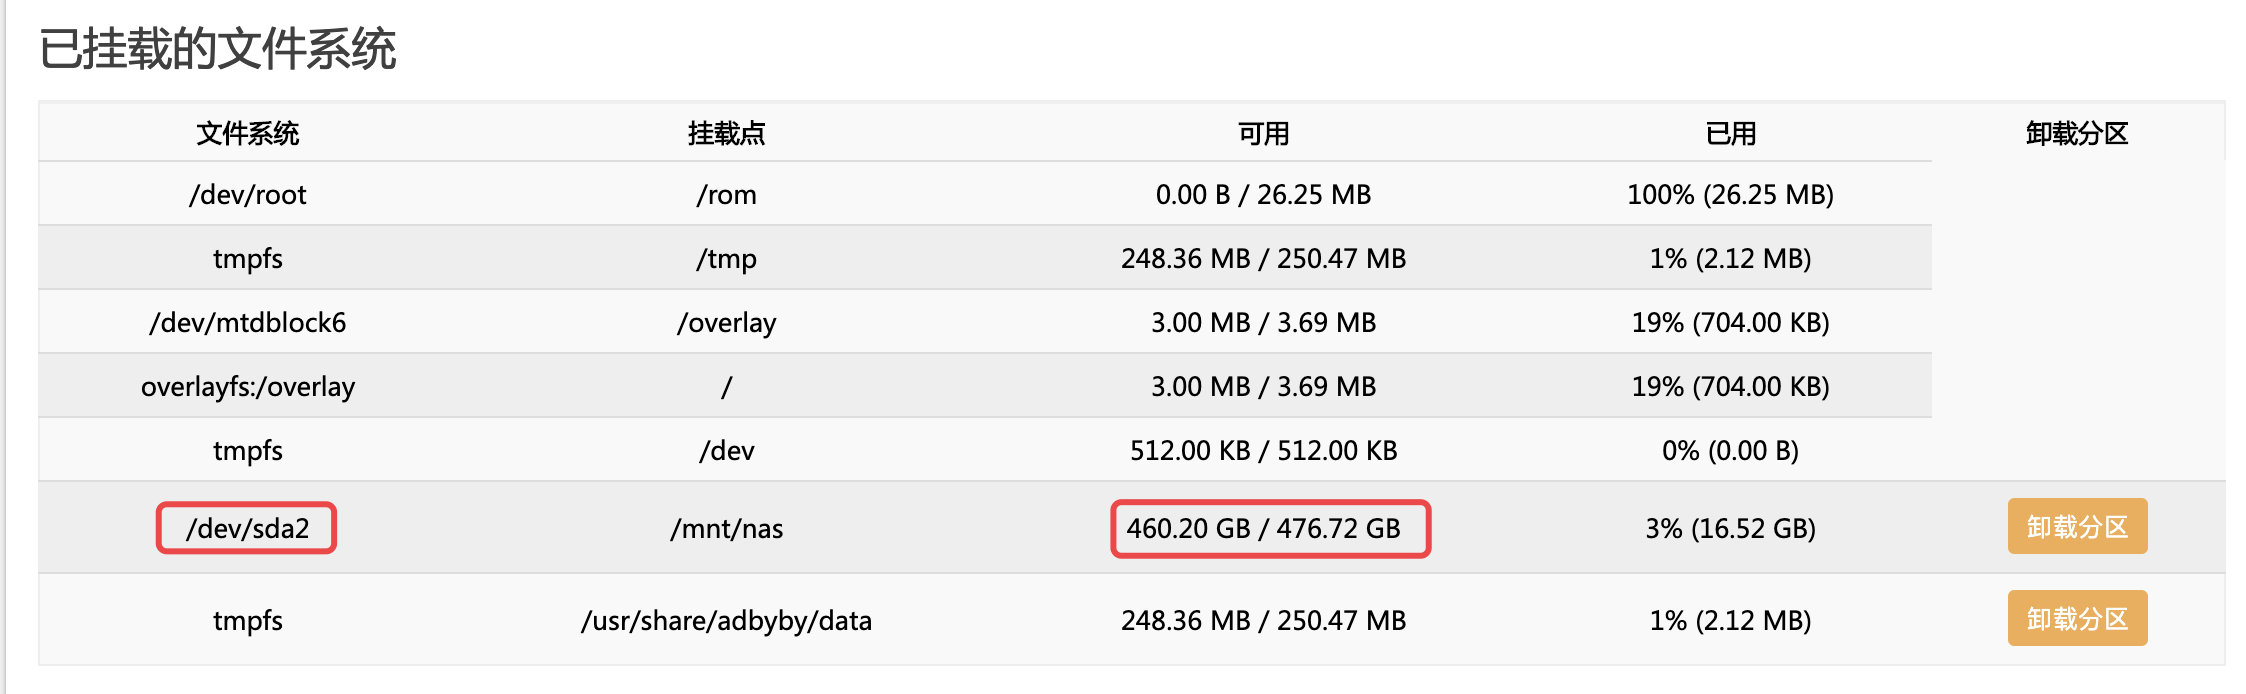 已挂载的文件系统
文件系统 挂载点 可用 已用 卸载分区
/dev/root /rom 0.00 B / 26.25 MB 100% (26.25 MB)
tmpfs /tmp 248.36 MB / 250.47 MB 1% (2.12 MB)
/dev/mtdblock6 /overlay 3.00 MB / 3.69 MB 19% (704.00 KB)
overlayfs:/overlay / 3.00 MB / 3.69 MB 19% (704.00 KB)
tmpfs /dev 512.00 KB / 512.00 KB 0% (0.00 B)
/dev/sda2 /mnt/nas 460.20 GB / 476.72 GB 3% (16.52 GB) 卸载分区
tmpfs /usr/share/adbyby/data 248.36 MB / 250.47 MB 1% (2.12 MB) 卸载分区